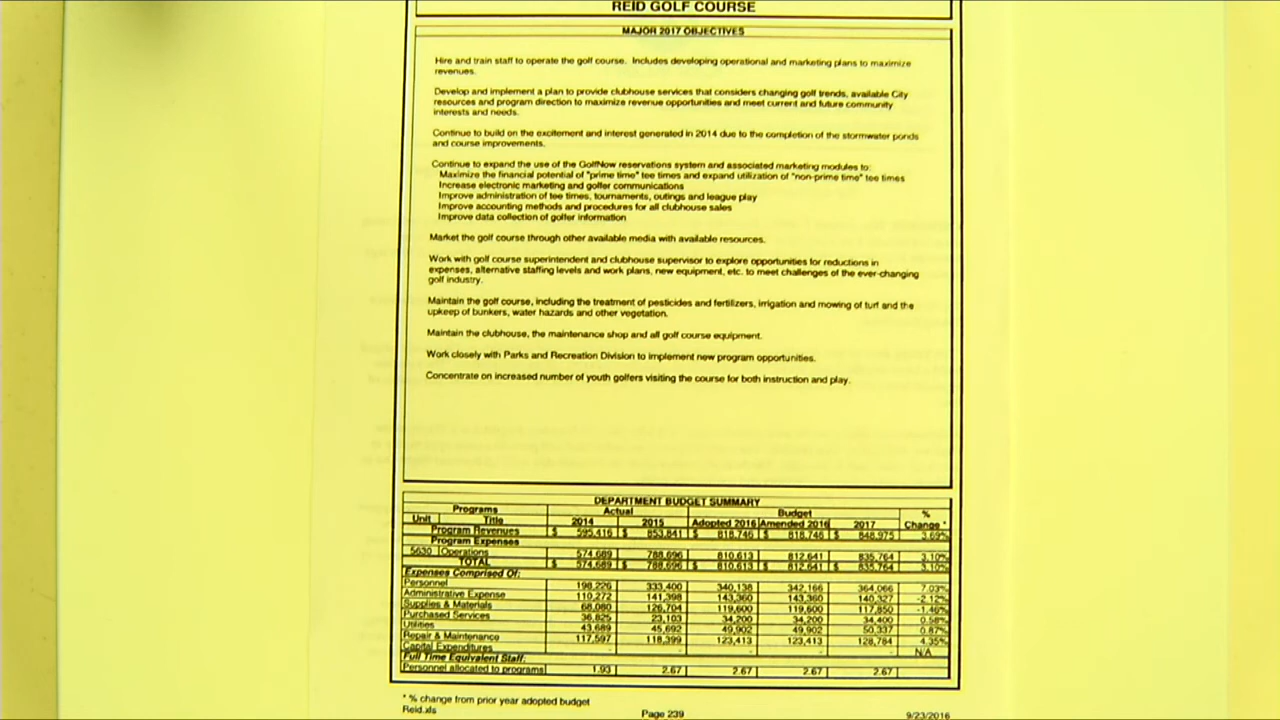 REID GOLF COURSE
MAJOR 2017 OBJECTIVES
Hire and train staff to operate the golf course. Includes developing operational and marketing plans to maximize
revenues.
Develop and implement a plan to provide clubhouse services that considers changing golf trends, available City
resources and program direction to maximize revenue opportunities and meet current and future community
interests and needs.
Continue to build on the excitement and interest generated in 2014 due to the completion of the stormwater ponds
and course improvements.
Continue to expand the use of the GolfNow reservations system and associated marketing modules to:
Maximize the financial potential of "prime time" tee times and expand utilization of "non-prime time" tee times
Increase electronic marketing and golfer communications
Improve administration of tee times, tournaments, outings and league play
Improve accounting methods and procedures for all clubhouse sales
Improve data collection of golfer information
Market the golf course through other available media with available resources.
Work with golf course superintendent and clubhouse supervisor to explore opportunities for reductions in
expenses, alternative staffing levels and work plans, new equipment, etc. to meet challenges of the ever-changing
golf industry.
Maintain the golf course, including the treatment of pesticides and fertilizers, irrigation and mowing of turf and the
upkeep of bunkers, water hazards and other vegetation.
Maintain the clubhouse, the maintenance shop and all golf course equipment.
Work closely with Parks and Recreation Division to implement new program opportunities.
Concentrate on increased number of youth golfers visiting the course for both instruction and play.
DEPARTMENT BUDGET SUMMARY
Programs Actual Budget %
Unit Title 2014 2015 Adopted 2016 Amended 2016 2017 Change *
Program Revenues $ 595,416 $ 853,841 $ 818,746 $ 818,746 $ 848,975 3.69%
Program Expenses
5630 Operations 574,689 788,696 810,613 812,641 835,764 3.10%
TOTAL $ 574,689 $ 788,696 $ 810,613 $ 812,641 $ 835,764 3.10%
Expenses Comprised Of:
Personnel 198,226 333,400 340,138 342,166 364,066 7.03%
Administrative Expense 110,272 141,398 143,360 143,360 140,327 -2.12%
Supplies & Materials 68,080 126,704 119,600 119,600 117,850 -1.46%
Purchased Services 36,825 23,103 34,200 34,200 34,400 0.58%
Utilities 43,689 45,692 49,902 49,902 50,337 0.87%
Repair & Maintenance 117,597 118,399 123,413 123,413 128,784 4.35%
Capital Expenditures - - - - - N/A
Full Time Equivalent Staff:
Personnel allocated to programs 1.93 2.67 2.67 2.67 2.67
* % change from prior year adopted budget
Reid.xls Page 239 9/23/2016